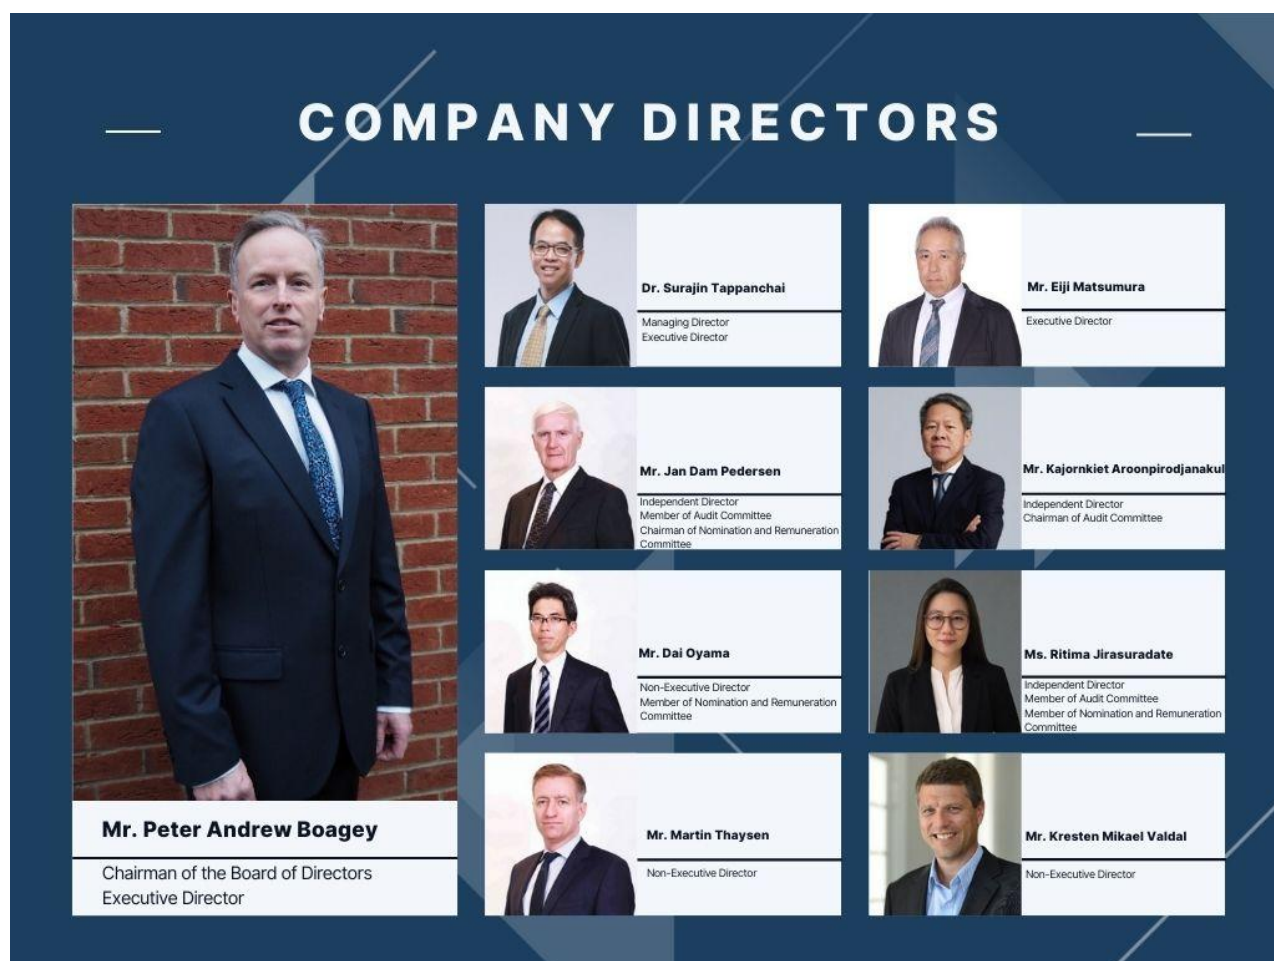 COMPANY DIRECTORS
Mr. Peter Andrew Boagey
Chairman of the Board of Directors
Executive Director
Dr. Surajin Tappanchai
Managing Director
Executive Director
Mr. Eiji Matsumura
Executive Director
Mr. Jan Dam Pedersen
Independent Director
Member of Audit Committee
Chairman of Nomination and Remuneration
Committee
Mr. Kajornkiet Aroonpirodjanakul
Independent Director
Chairman of Audit Committee
Mr. Dai Oyama
Non-Executive Director
Member of Nomination and Remuneration
Committee
Ms. Ritima Jirasuradate
Independent Director
Member of Audit Committee
Member of Nomination and Remuneration
Committee
Mr. Martin Thaysen
Non-Executive Director
Mr. Kresten Mikael Valdal
Non-Executive Director